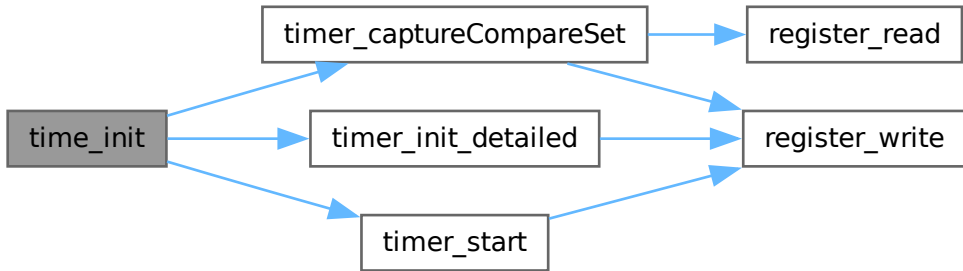 timer_captureCompareSet
register_read
time_init
timer_init_detailed
register_write
timer_start